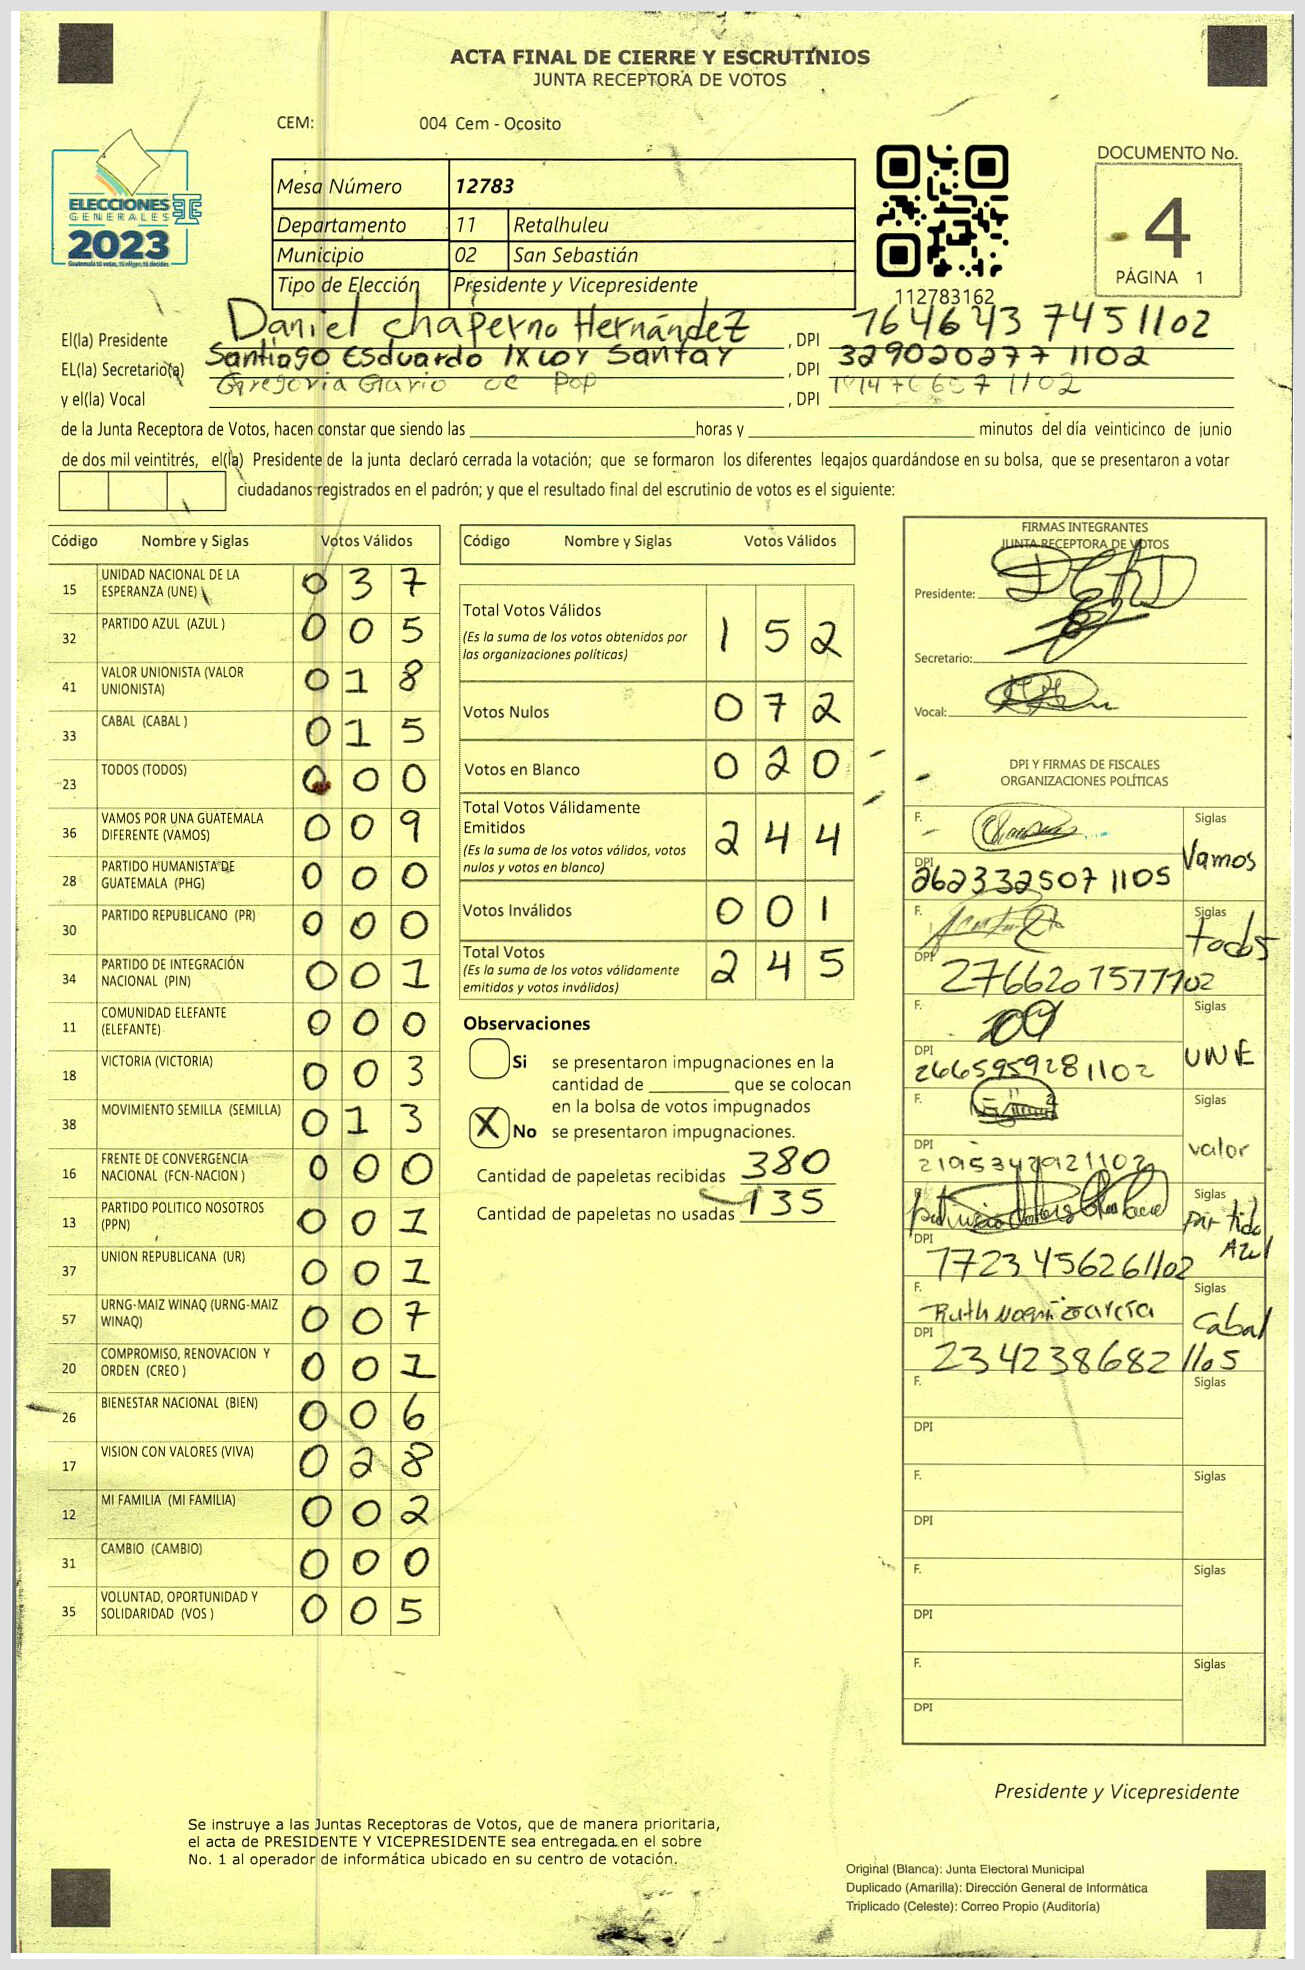 ACTA FINAL DE CIERRE Y ESCRUTINIOS
JUNTA RECEPTORA DE VOTOS
CEM: 004 Cem - Ocosito
ELECCIONES
GENERALES
2023
Mesa Número 12783
Departamento 11 Retalhuleu
Municipio 02 San Sebastián
Tipo de Elección Presidente y Vicepresidente
112783162
DOCUMENTO No.
4
PÁGINA 1
El(la) Presidente Daniel Chaperno Hernández , DPI 164643 7451102
EL(la) Secretario(a) Santiago Esduardo Ixcoy Santay , DPI 329020277 1102
y el(la) Vocal Gregoria de Pop , DPI
de la Junta Receptora de Votos, hacen constar que siendo las horas y minutos del día veinticinco de junio
de dos mil veintitrés, el(la) Presidente de la junta declaró cerrada la votación; que se formaron los diferentes legajos guardándose en su bolsa, que se presentaron a votar
ciudadanos registrados en el padrón; y que el resultado final del escrutinio de votos es el siguiente:
Código Nombre y Siglas Votos Válidos
15 UNIDAD NACIONAL DE LA
ESPERANZA (UNE) 0 3 7
32 PARTIDO AZUL (AZUL ) 0 0 5
41 VALOR UNIONISTA (VALOR
UNIONISTA) 0 1 8
33 CABAL (CABAL ) 0 1 5
23 TODOS (TODOS) 0 0 0
36 VAMOS POR UNA GUATEMALA
DIFERENTE (VAMOS) 0 0 9
28 PARTIDO HUMANISTA DE
GUATEMALA (PHG) 0 0 0
30 PARTIDO REPUBLICANO (PR) 0 0 0
34 PARTIDO DE INTEGRACIÓN
NACIONAL (PIN) 0 0 1
11 COMUNIDAD ELEFANTE
(ELEFANTE) 0 0 0
18 VICTORIA (VICTORIA) 0 0 3
38 MOVIMIENTO SEMILLA (SEMILLA) 0 1 3
16 FRENTE DE CONVERGENCIA
NACIONAL (FCN-NACION ) 0 0 0
13 PARTIDO POLITICO NOSOTROS
(PPN) 0 0 1
37 UNION REPUBLICANA (UR) 0 0 1
57 URNG-MAIZ WINAQ (URNG-MAIZ
WINAQ) 0 0 7
20 COMPROMISO, RENOVACION Y
ORDEN (CREO ) 0 0 1
26 BIENESTAR NACIONAL (BIEN) 0 0 6
17 VISION CON VALORES (VIVA) 0 2 8
12 MI FAMILIA (MI FAMILIA) 0 0 2
31 CAMBIO (CAMBIO) 0 0 0
35 VOLUNTAD, OPORTUNIDAD Y
SOLIDARIDAD (VOS ) 0 0 5
Código Nombre y Siglas Votos Válidos
Total Votos Válidos 1 5 2
(Es la suma de los votos obtenidos por
las organizaciones políticas)
Votos Nulos 0 7 2
Votos en Blanco 0 2 0
Total Votos Válidamente
Emitidos 2 4 4
(Es la suma de los votos válidos, votos
nulos y votos en blanco)
Votos Inválidos 0 0 1
Total Votos 2 4 5
(Es la suma de los votos válidamente
emitidos y votos inválidos)
Observaciones
Si se presentaron impugnaciones en la
cantidad de que se colocan
en la bolsa de votos impugnados
X No se presentaron impugnaciones.
Cantidad de papeletas recibidas 380
Cantidad de papeletas no usadas 135
FIRMAS INTEGRANTES
JUNTA RECEPTORA DE VOTOS
Presidente:
Secretario:
Vocal:
DPI Y FIRMAS DE FISCALES
ORGANIZACIONES POLÍTICAS
F. Siglas
Vamos
DPI 262332507 1105
F. Siglas
todos
DPI 2766201577102
F. Siglas
UNE
DPI 2665959281102
F. Siglas
valor
DPI
F. Siglas
Partido
Azul
DPI 1723456261102
F. Ruth Noemi García Siglas
Cabal
DPI 2342386821105
F. Siglas
DPI
F. Siglas
DPI
F. Siglas
DPI
F. Siglas
DPI
Presidente y Vicepresidente
Se instruye a las Juntas Receptoras de Votos, que de manera prioritaria,
el acta de PRESIDENTE Y VICEPRESIDENTE sea entregada en el sobre
No. 1 al operador de informática ubicado en su centro de votación.
Original (Blanca): Junta Electoral Municipal
Duplicado (Amarilla): Dirección General de Informática
Triplicado (Celeste): Correo Propio (Auditoría)